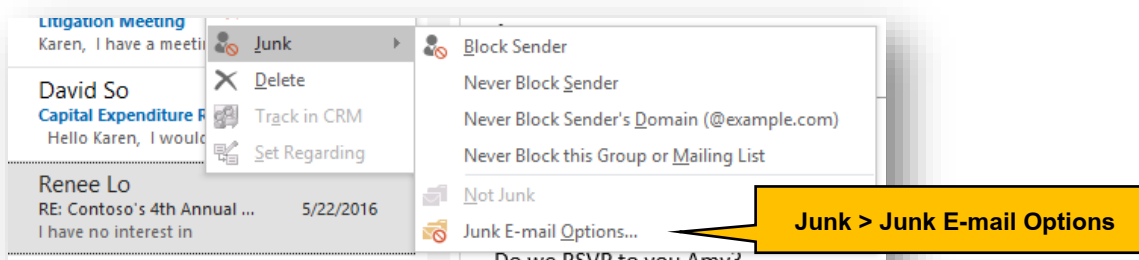 Litigation Meeting
Karen, I have a meeti
David So
Capital Expenditure R
Hello Karen, I would
Renee Lo
RE: Contoso's 4th Annual ... 5/22/2016
I have no interest in
Junk
Delete
Track in CRM
Set Regarding
Block Sender
Never Block Sender
Never Block Sender's Domain (@example.com)
Never Block this Group or Mailing List
Not Junk
Junk E-mail Options...
Junk > Junk E-mail Options
Do we RSVP to you Amy?